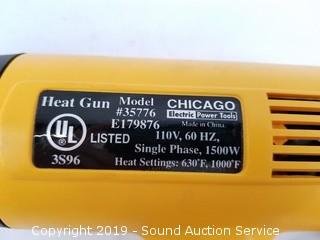 Heat Gun Model CHICAGO
#35776 Electric Power Tools
E179876 Made in China.
UL LISTED 110V, 60 HZ,
Single Phase, 1500W
3S96 Heat Settings: 630°F, 1000°F
Copyright 2019 - Sound Auction Service